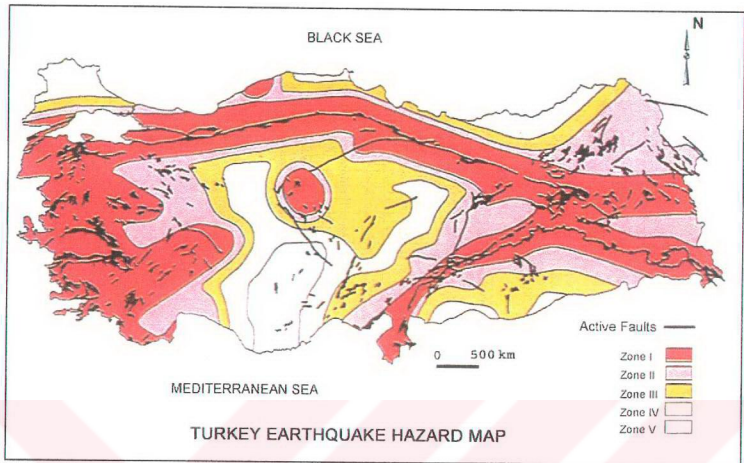 BLACK SEA
N
Active Faults
0 500 km
Zone I
Zone II
Zone III
Zone IV
Zone V
MEDITERRANEAN SEA
TURKEY EARTHQUAKE HAZARD MAP